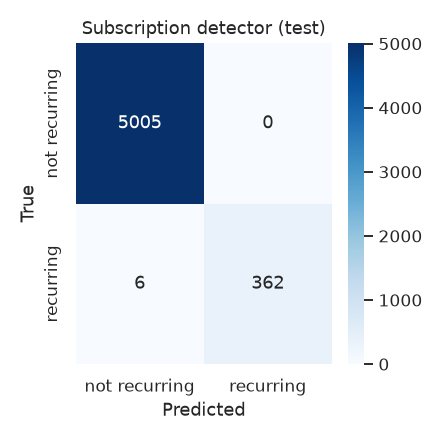 Subscription detector (test)
not recurring
recurring
True
5005
0
6
362
not recurring
recurring
Predicted
5000
4000
3000
2000
1000
0